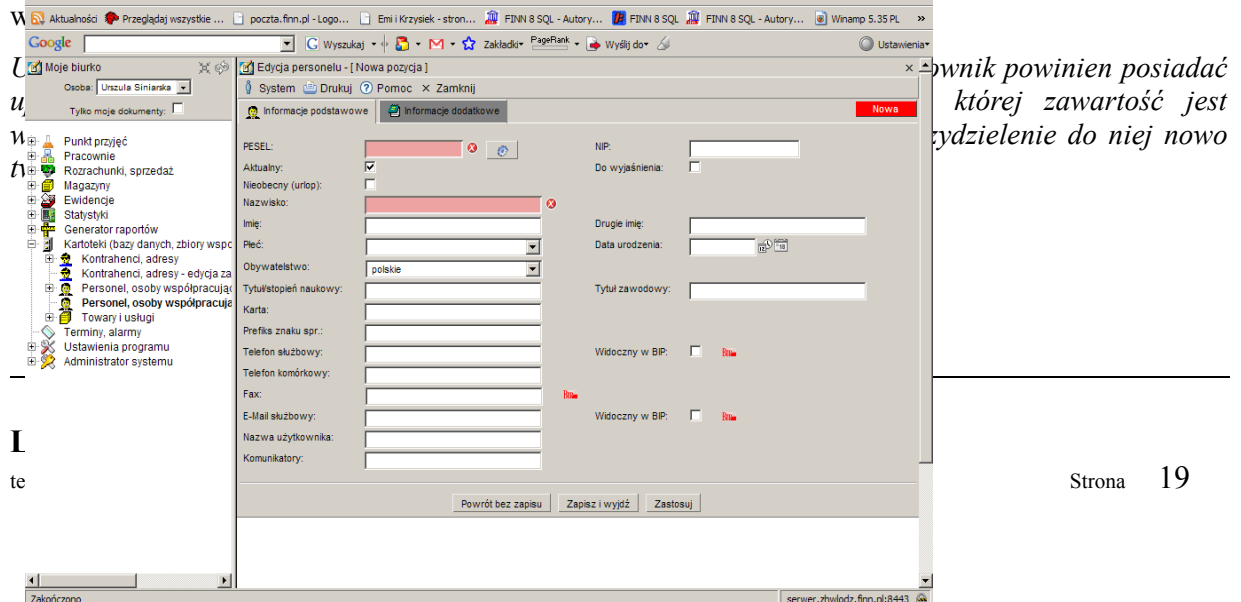 w
Aktualności Przeglądaj wszystkie ... poczta.finn.pl - Logo... Emi i Krzysiek - stron... FINN 8 SQL - Autory... FINN 8 SQL FINN 8 SQL - Autory... Winamp 5.35 PL »
Google Wyszukaj Zakładki PageRank Wyślij do Ustawienia
Moje biurko
Edycja personelu - [ Nowa pozycja ] ×
ownik powinien posiadać
Osoba: Urszula Siniarska
System Drukuj Pomoc × Zamknij
Tylko moje dokumenty:
Informacje podstawowe Informacje dodatkowe Nowa
której zawartość jest
zydzielenie do niej nowo
Punkt przyjęć
Pracownie
Rozrachunki, sprzedaż
Magazyny
Ewidencje
Statystyki
Generator raportów
Kartoteki (bazy danych, zbiory wspc
Kontrahenci, adresy
Kontrahenci, adresy - edycja za
Personel, osoby współpracując
Personel, osoby współpracuja
Towary i usługi
Terminy, alarmy
Ustawienia programu
Administrator systemu
PESEL: NIP:
Aktualny: Do wyjaśnienia:
Nieobecny (urlop):
Nazwisko:
Imię: Drugie imię:
Płeć: Data urodzenia:
Obywatelstwo: polskie
Tytuł/stopień naukowy: Tytuł zawodowy:
Karta:
Prefiks znaku spr.:
Telefon służbowy: Widoczny w BIP:
Telefon komórkowy:
Fax:
E-Mail służbowy: Widoczny w BIP:
Nazwa użytkownika:
Komunikatory:
te
Strona 19
Powrót bez zapisu Zapisz i wyjdź Zastosuj
Zakończono serwer.zhwlodz.finn.pl:8443